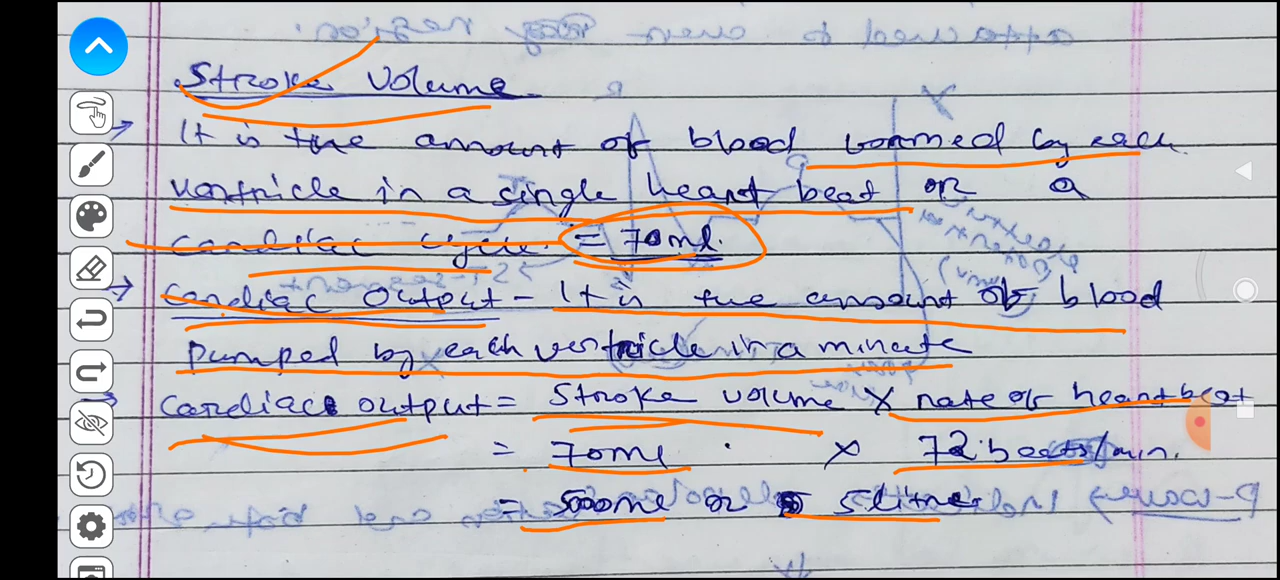 Stroke volume
It is the amount of blood pumped by each
ventricle in a single heart beat or a
cardiac cycle. = 70ml.
cardiac output - It is the amount of blood
pumped by each ventricle in a minute
cardiac output = stroke volume X rate of heartbeat
= 70ml X 72 beats/min.
= 5000ml or 5 litre